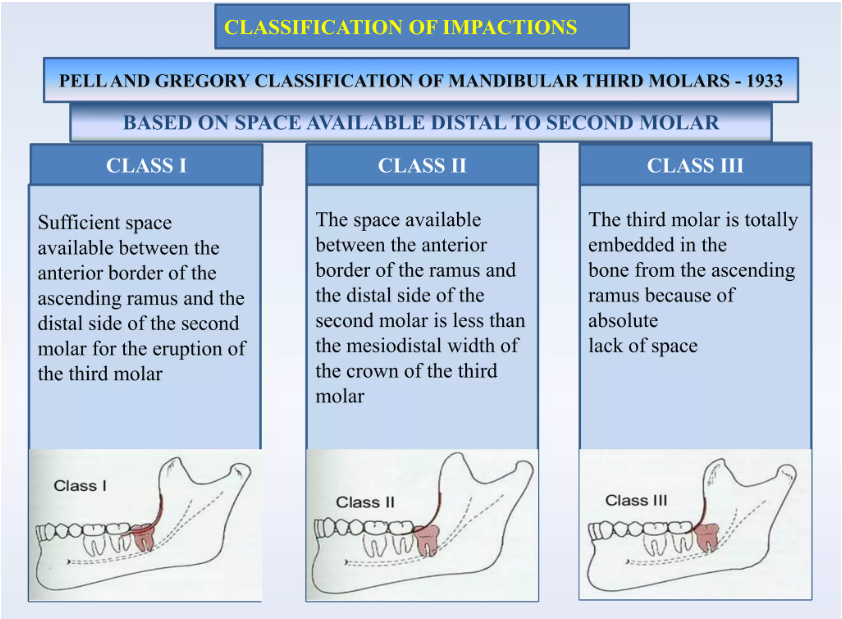 CLASSIFICATION OF IMPACTIONS
PELL AND GREGORY CLASSIFICATION OF MANDIBULAR THIRD MOLARS - 1933
BASED ON SPACE AVAILABLE DISTAL TO SECOND MOLAR
CLASS I
Sufficient space
available between the
anterior border of the
ascending ramus and the
distal side of the second
molar for the eruption of
the third molar
Class I
CLASS II
The space available
between the anterior
border of the ramus and
the distal side of the
second molar is less than
the mesiodistal width of
the crown of the third
molar
Class II
CLASS III
The third molar is totally
embedded in the
bone from the ascending
ramus because of
absolute
lack of space
Class III